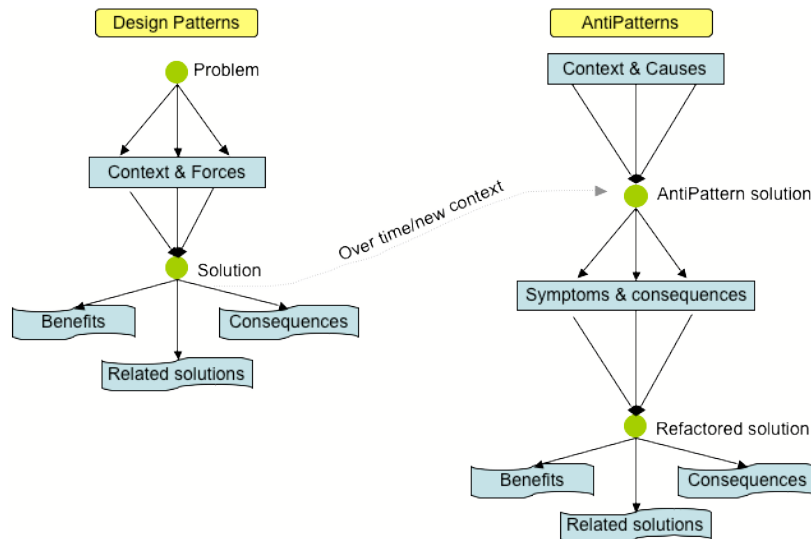 Design Patterns
Problem
Context & Forces
Solution
Benefits
Consequences
Related solutions
Over time/new context
AntiPatterns
Context & Causes
AntiPattern solution
Symptoms & consequences
Refactored solution
Benefits
Consequences
Related solutions